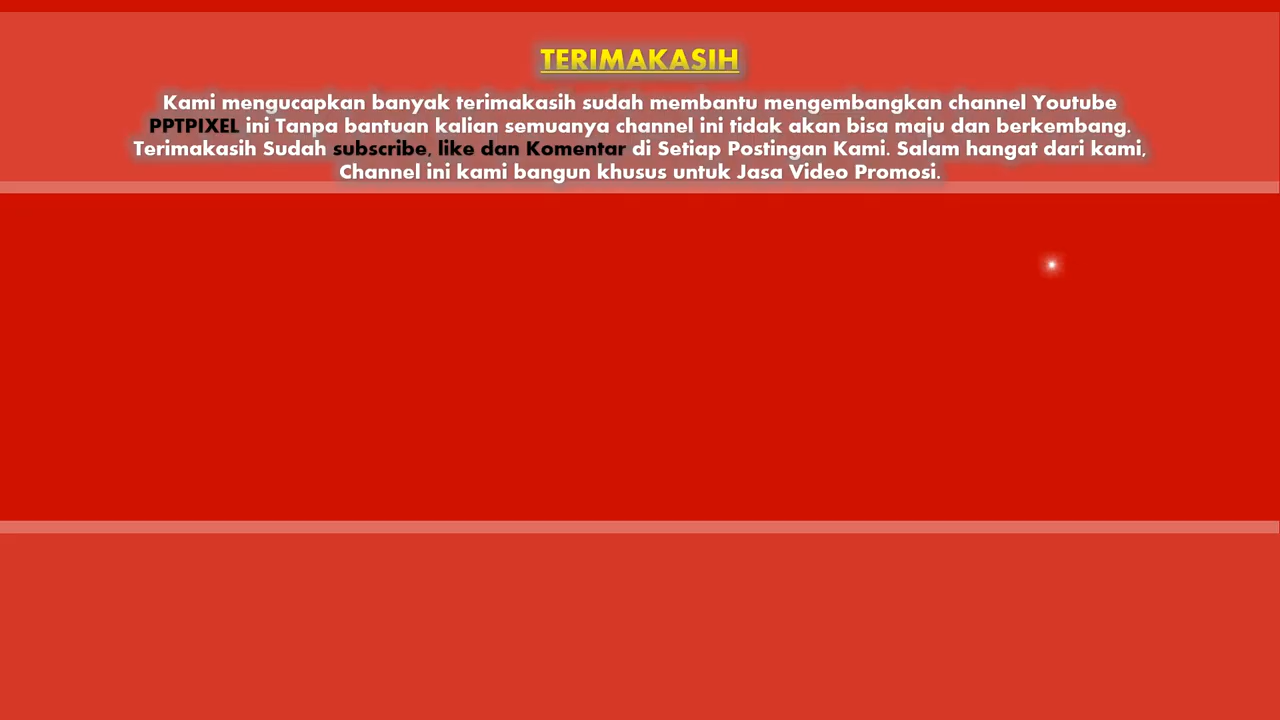 TERIMAKASIH
Kami mengucapkan banyak terimakasih sudah membantu mengembangkan channel Youtube
PPTPIXEL ini Tanpa bantuan kalian semuanya channel ini tidak akan bisa maju dan berkembang.
Terimakasih Sudah subscribe, like dan Komentar di Setiap Postingan Kami. Salam hangat dari kami,
Channel ini kami bangun khusus untuk Jasa Video Promosi.